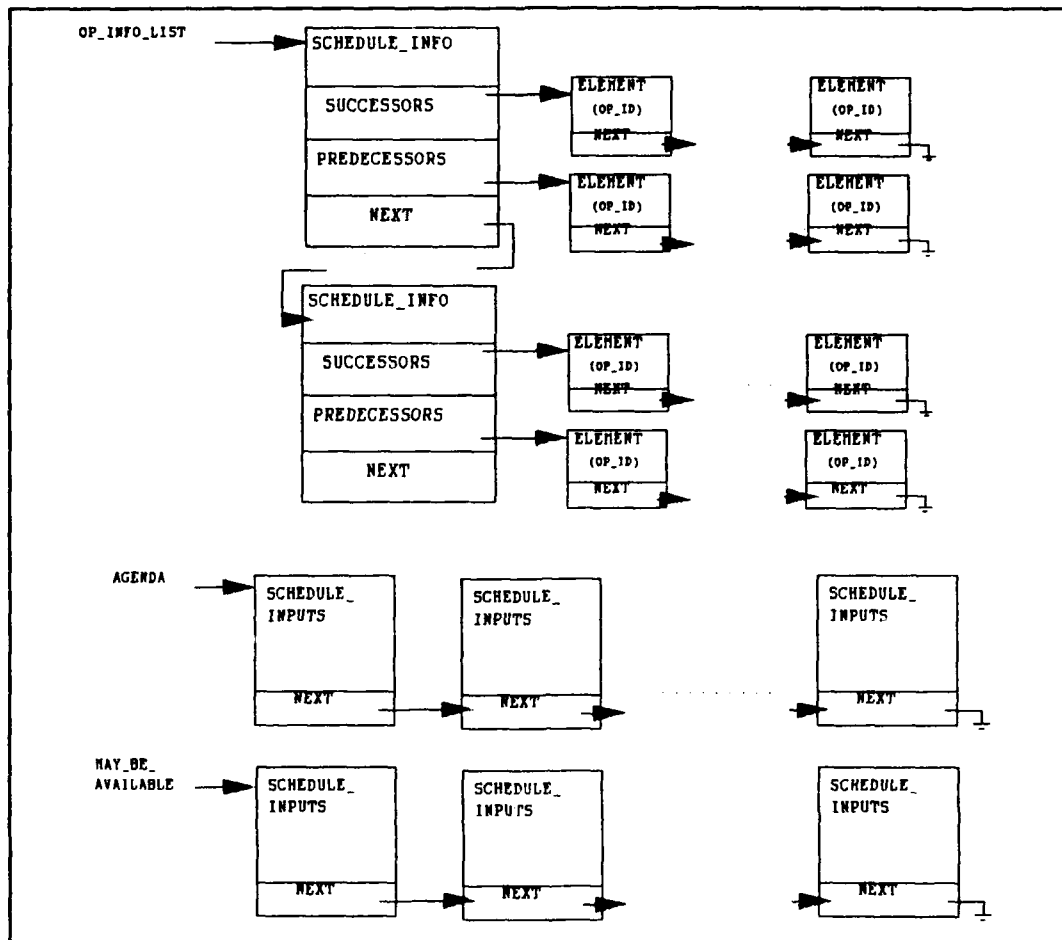 OP_INFO_LIST
SCHEDULE_INFO
SUCCESSORS
PREDECESSORS
NEXT
ELEMENT
(OP_ID)
NEXT
ELEMENT
(OP_ID)
NEXT
ELEMENT
(OP_ID)
NEXT
ELEMENT
(OP_ID)
NEXT
SCHEDULE_INFO
SUCCESSORS
PREDECESSORS
NEXT
ELEMENT
(OP_ID)
NEXT
ELEMENT
(OP_ID)
NEXT
ELEMENT
(OP_ID)
NEXT
ELEMENT
(OP_ID)
NEXT
AGENDA
SCHEDULE_
INPUTS
NEXT
SCHEDULE_
INPUTS
NEXT
SCHEDULE_
INPUTS
NEXT
MAY_BE_
AVAILABLE
SCHEDULE_
INPUTS
NEXT
SCHEDULE_
INPUTS
NEXT
SCHEDULE_
INPUTS
NEXT